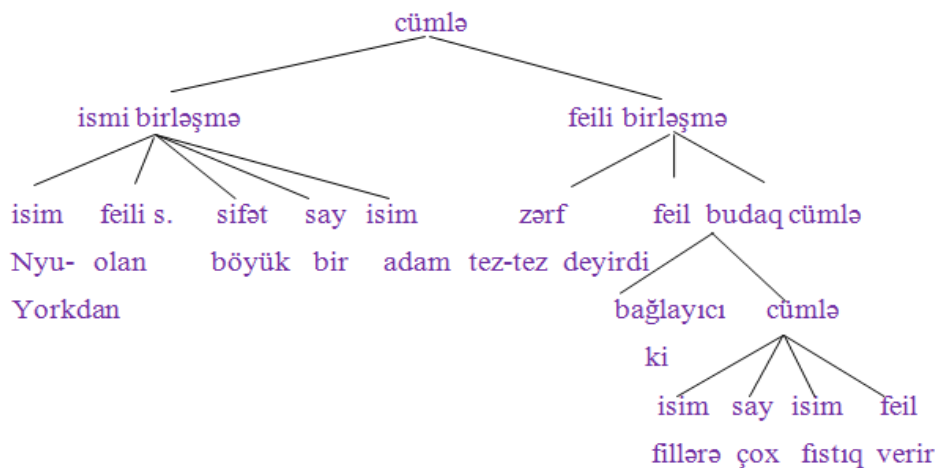 cümlə
ismi birləşmə feili birləşmə
isim feili s. sifət say isim zərf feil budaq cümlə
Nyu- olan böyük bir adam tez-tez deyirdi
Yorkdan bağlayıcı cümlə
ki
isim say isim feil
fillərə çox fıstıq verir